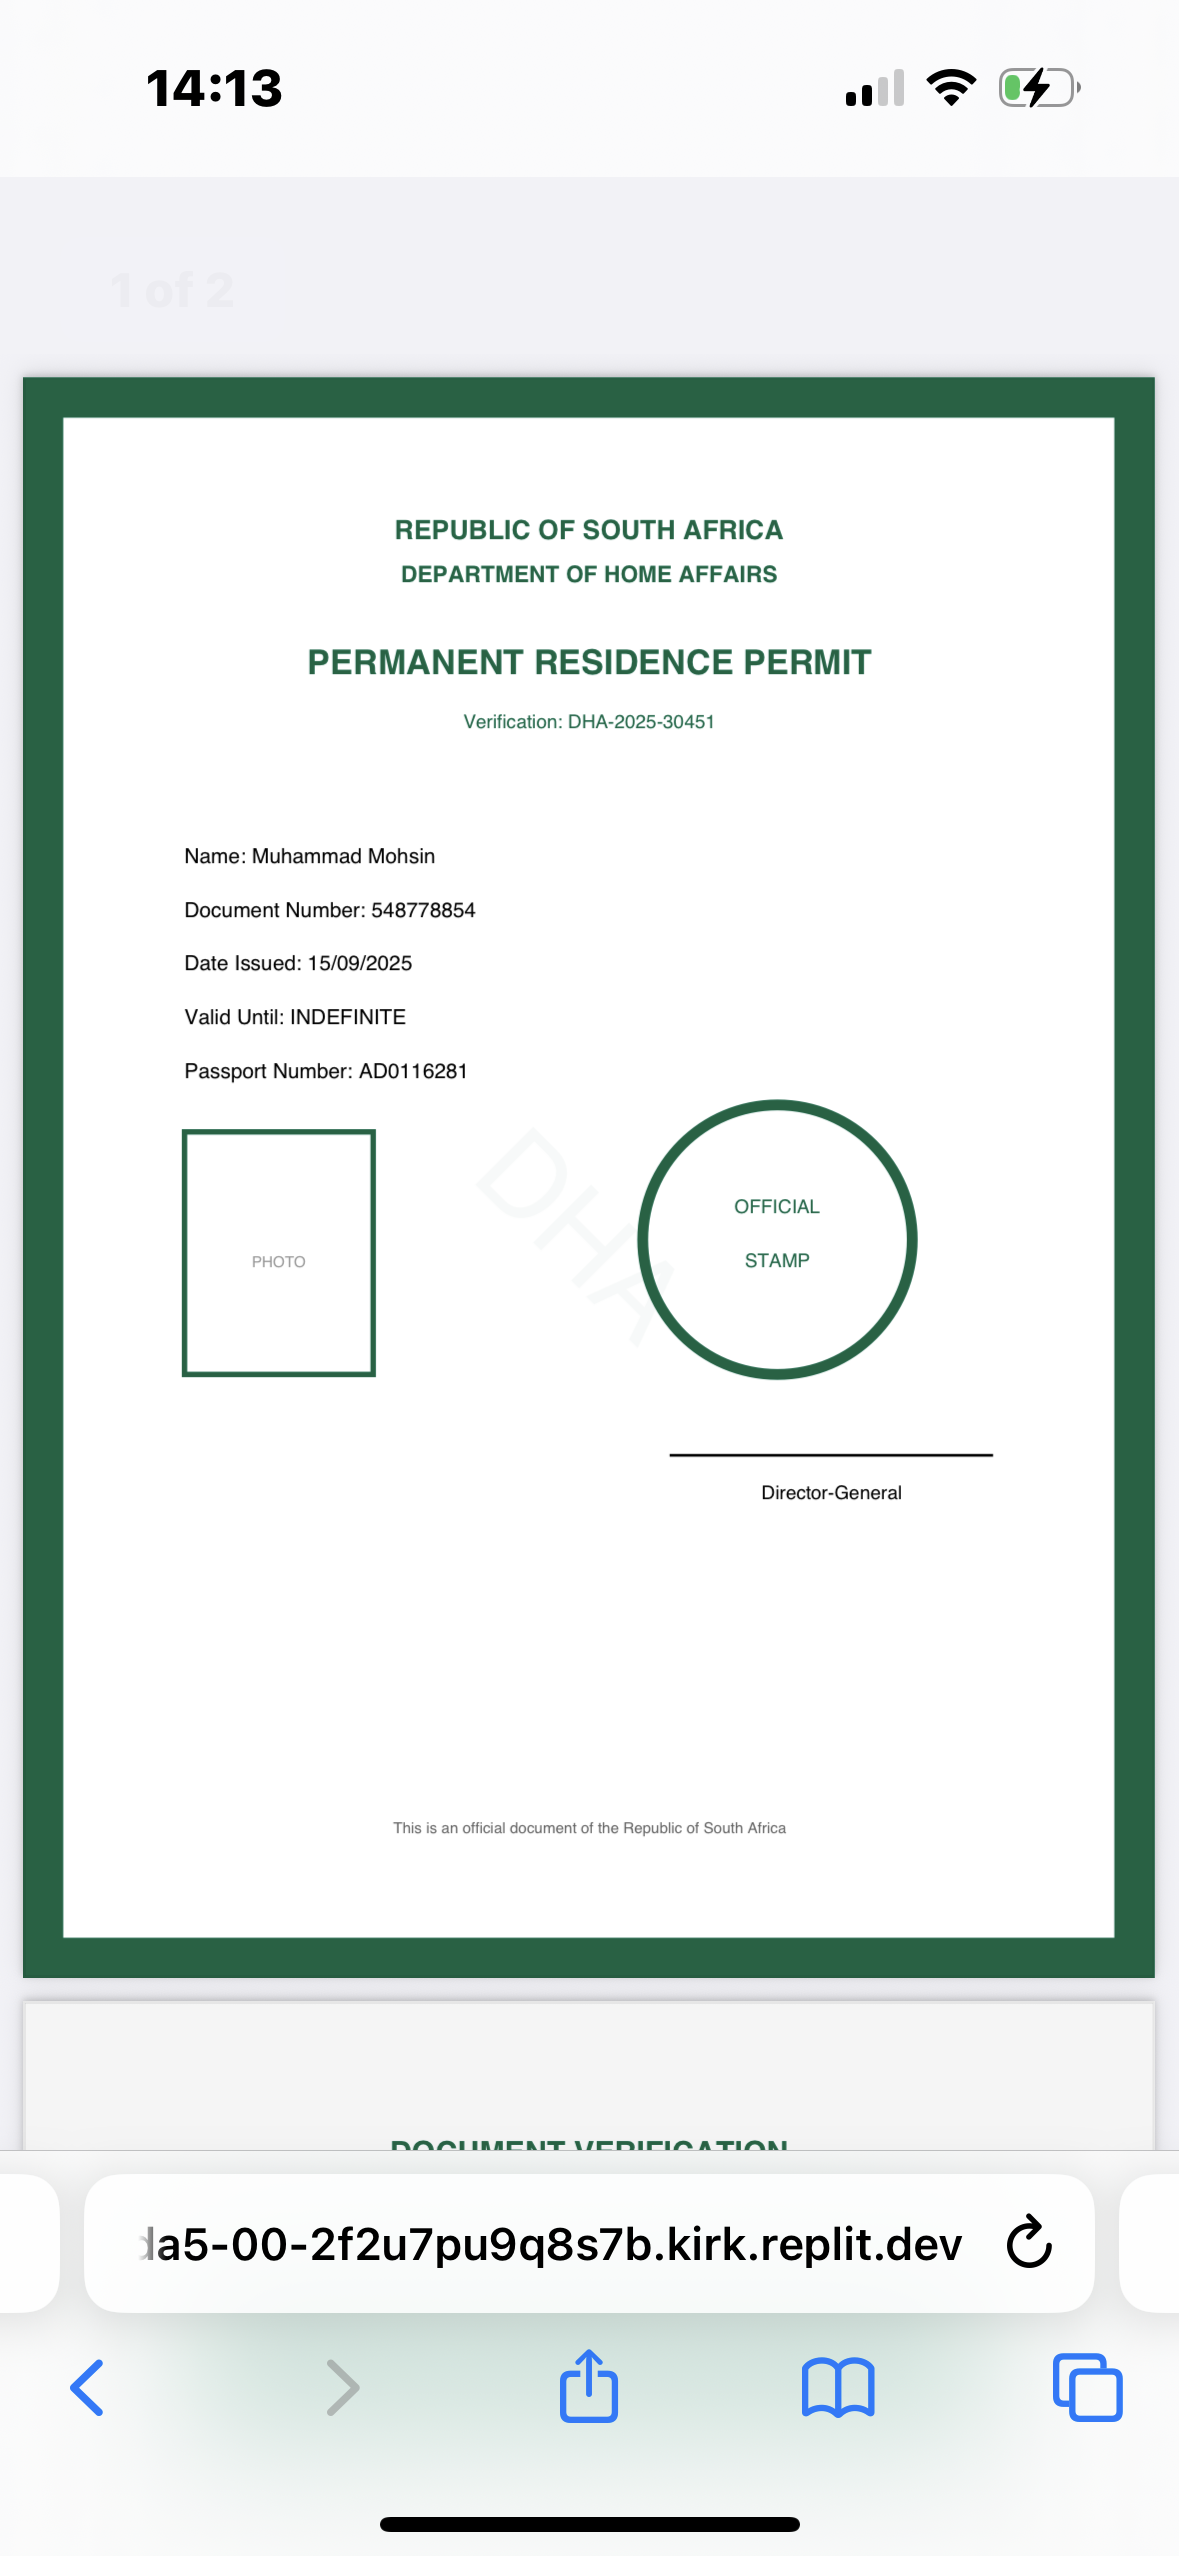 14:13
1 of 2
REPUBLIC OF SOUTH AFRICA
DEPARTMENT OF HOME AFFAIRS
PERMANENT RESIDENCE PERMIT
Verification: DHA-2025-30451
Name: Muhammad Mohsin
Document Number: 548778854
Date Issued: 15/09/2025
Valid Until: INDEFINITE
Passport Number: AD0116281
PHOTO
DHA
OFFICIAL
STAMP
Director-General
This is an official document of the Republic of South Africa
DOCUMENT VERIFICATION
da5-00-2f2u7pu9q8s7b.kirk.replit.dev